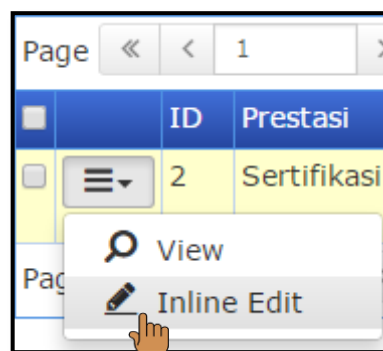 Page « < 1 >
ID Prestasi
2 Sertifikasi
View
Pag
Inline Edit